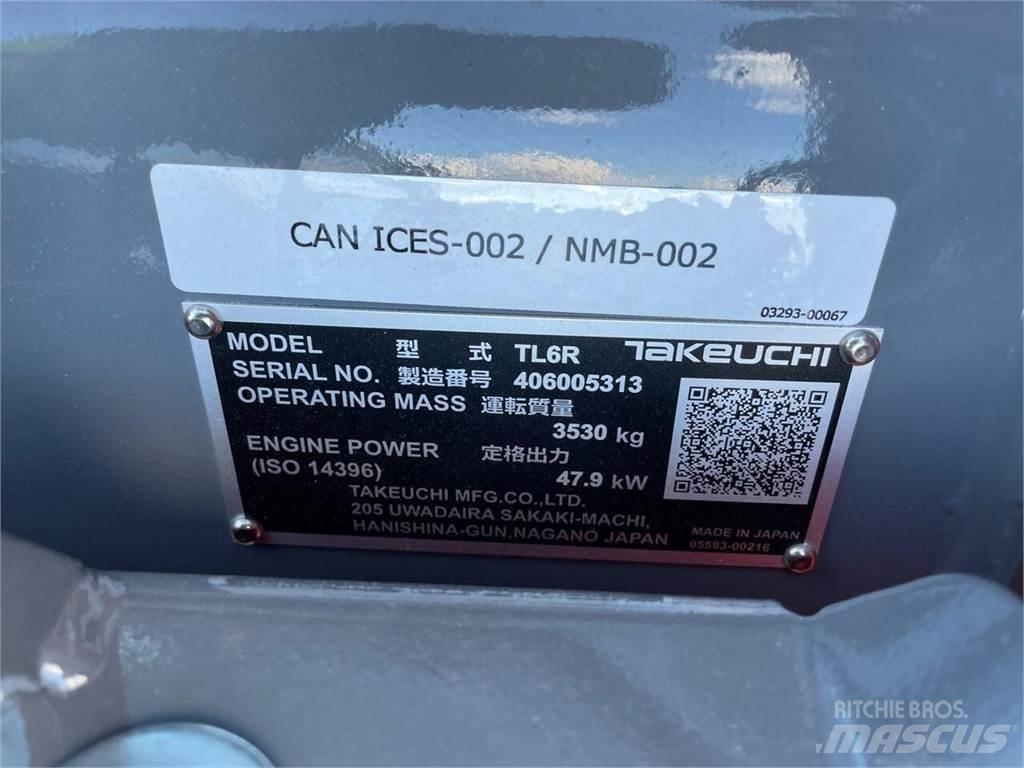 CAN ICES-002 / NMB-002
03293-00067
MODEL 型 式 TL6R TAKEUCHI
SERIAL NO. 製造番号 406005313
OPERATING MASS 運転質量
3530 kg
ENGINE POWER 定格出力
(ISO 14396) 47.9 kW
TAKEUCHI MFG.CO.,LTD.
205 UWADAIRA SAKAKI-MACHI,
HANISHINA-GUN,NAGANO JAPAN
MADE IN JAPAN
05593-00216
RITCHIE BROS.
MASCUS